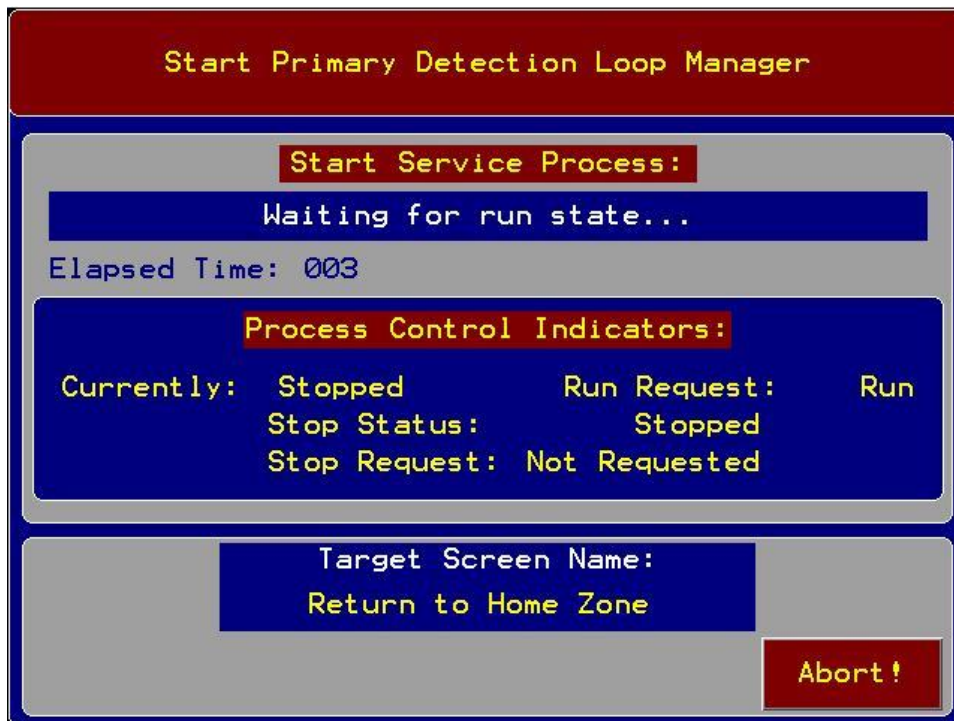 Start Primary Detection Loop Manager
Start Service Process:
Waiting for run state...
Elapsed Time: 003
Process Control Indicators:
Currently: Stopped Run Request: Run
Stop Status: Stopped
Stop Request: Not Requested
Target Screen Name:
Return to Home Zone
Abort!